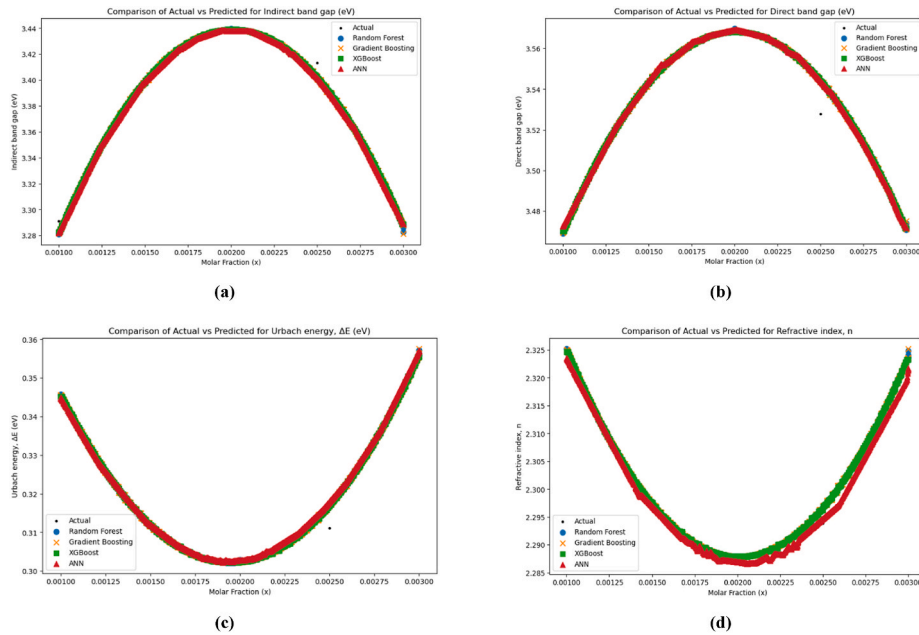 Comparison of Actual vs Predicted for Indirect band gap (eV)
3.44
3.42
3.40
3.38
3.36
3.34
3.32
3.30
3.28
Indirect band gap (eV)
Actual
Random Forest
Gradient Boosting
XGBoost
ANN
0.00100 0.00125 0.00150 0.00175 0.00200 0.00225 0.00250 0.00275 0.00300
Molar Fraction (x)
(a)
Comparison of Actual vs Predicted for Direct band gap (eV)
3.56
3.54
3.52
3.50
3.48
Direct band gap (eV)
Actual
Random Forest
Gradient Boosting
XGBoost
ANN
0.00100 0.00125 0.00150 0.00175 0.00200 0.00225 0.00250 0.00275 0.00300
Molar Fraction (x)
(b)
Comparison of Actual vs Predicted for Urbach energy, ΔE (eV)
0.36
0.35
0.34
0.33
0.32
0.31
0.30
Urbach energy, ΔE (eV)
Actual
Random Forest
Gradient Boosting
XGBoost
ANN
0.00100 0.00125 0.00150 0.00175 0.00200 0.00225 0.00250 0.00275 0.00300
Molar Fraction (x)
(c)
Comparison of Actual vs Predicted for Refractive index, n
2.325
2.320
2.315
2.310
2.305
2.300
2.295
2.290
2.285
Refractive index, n
Actual
Random Forest
Gradient Boosting
XGBoost
ANN
0.00100 0.00125 0.00150 0.00175 0.00200 0.00225 0.00250 0.00275 0.00300
Molar Fraction (x)
(d)